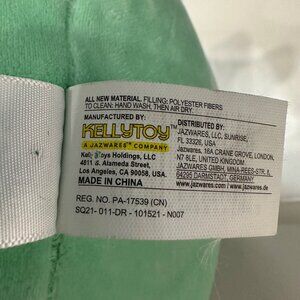 ALL NEW MATERIAL. FILLING: POLYESTER FIBERS
TO CLEAN: HAND WASH, THEN AIR DRY
MANUFACTURED BY:
KELLYTOY™
A JAZWARES COMPANY
Kelly Toys Holdings, LLC
4811 S. Alameda Street,
Los Angeles, CA 90058, USA
MADE IN CHINA
DISTRIBUTED BY:
JAZWARES, LLC, SUNRISE,
FL 33326, USA
Jazwares, 16A CRANE GROVE, LONDON,
N7 8LE, UNITED KINGDOM
JAZWARES GMBH, MINA-REES-STR. 8,
64295 DARMSTADT, GERMANY
www.jazwares.com | www.jazwares.de
REG. NO. PA-17539 (CN)
SQ21- 011-DR - 101521 - N007